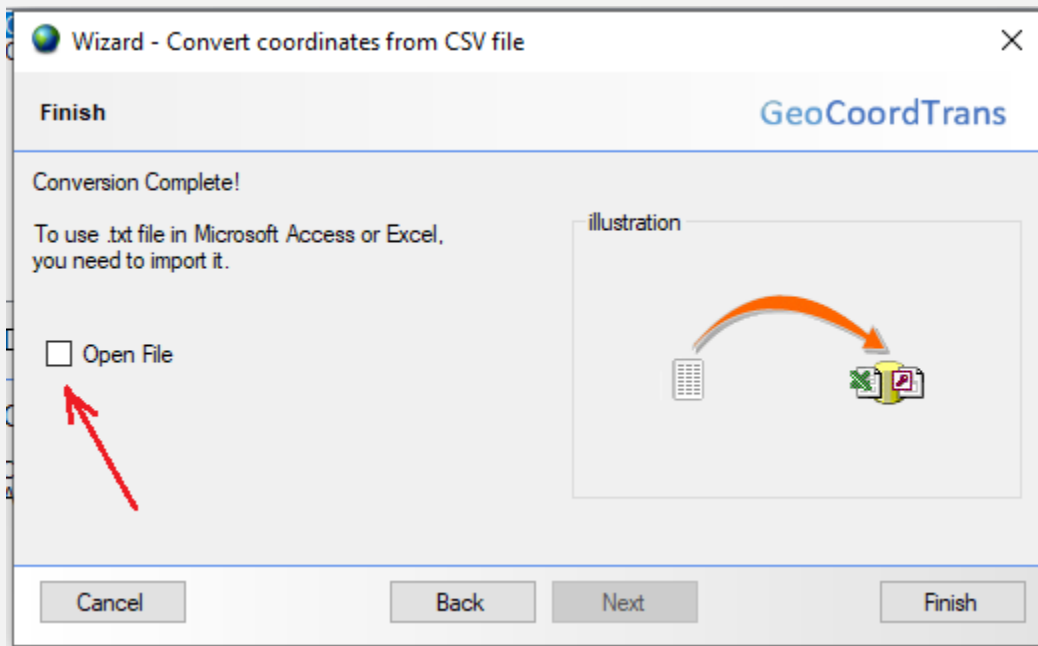 Wizard - Convert coordinates from CSV file
Finish
GeoCoordTrans
Conversion Complete!
To use .txt file in Microsoft Access or Excel,
you need to import it.
illustration
Open File
Cancel
Back
Next
Finish